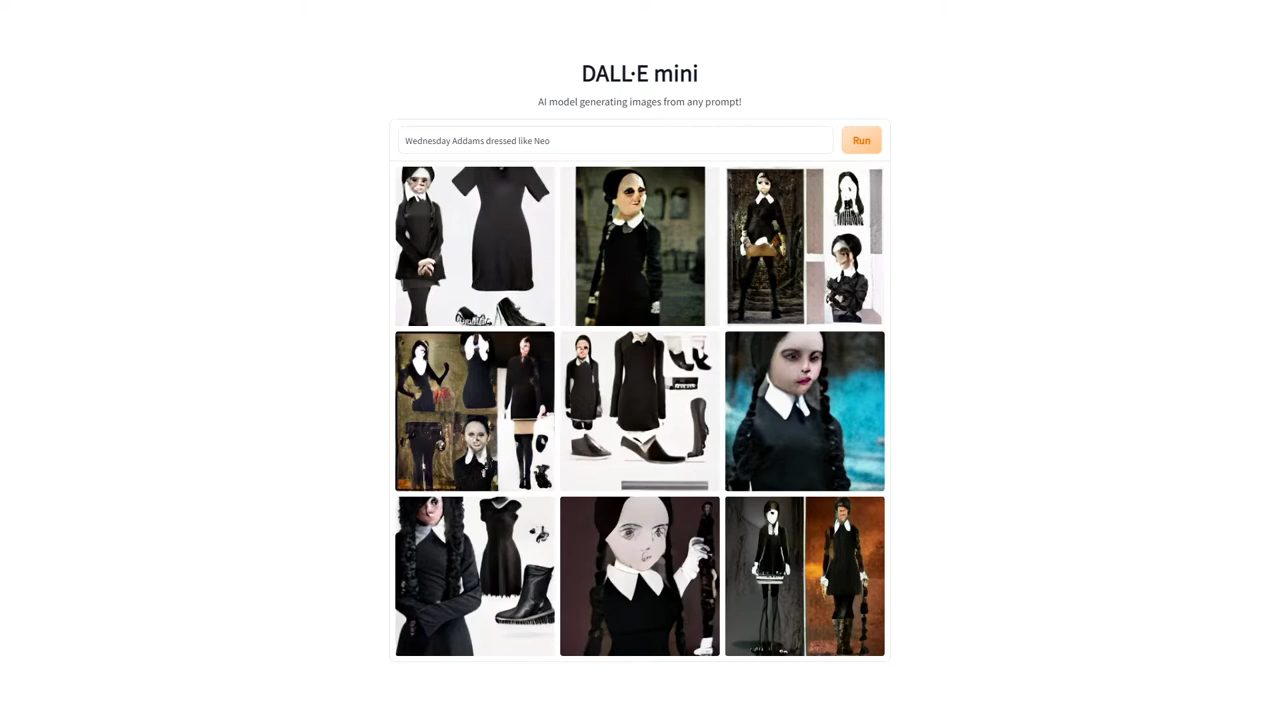 DALL·E mini
AI model generating images from any prompt!
Wednesday Addams dressed like Neo
Run